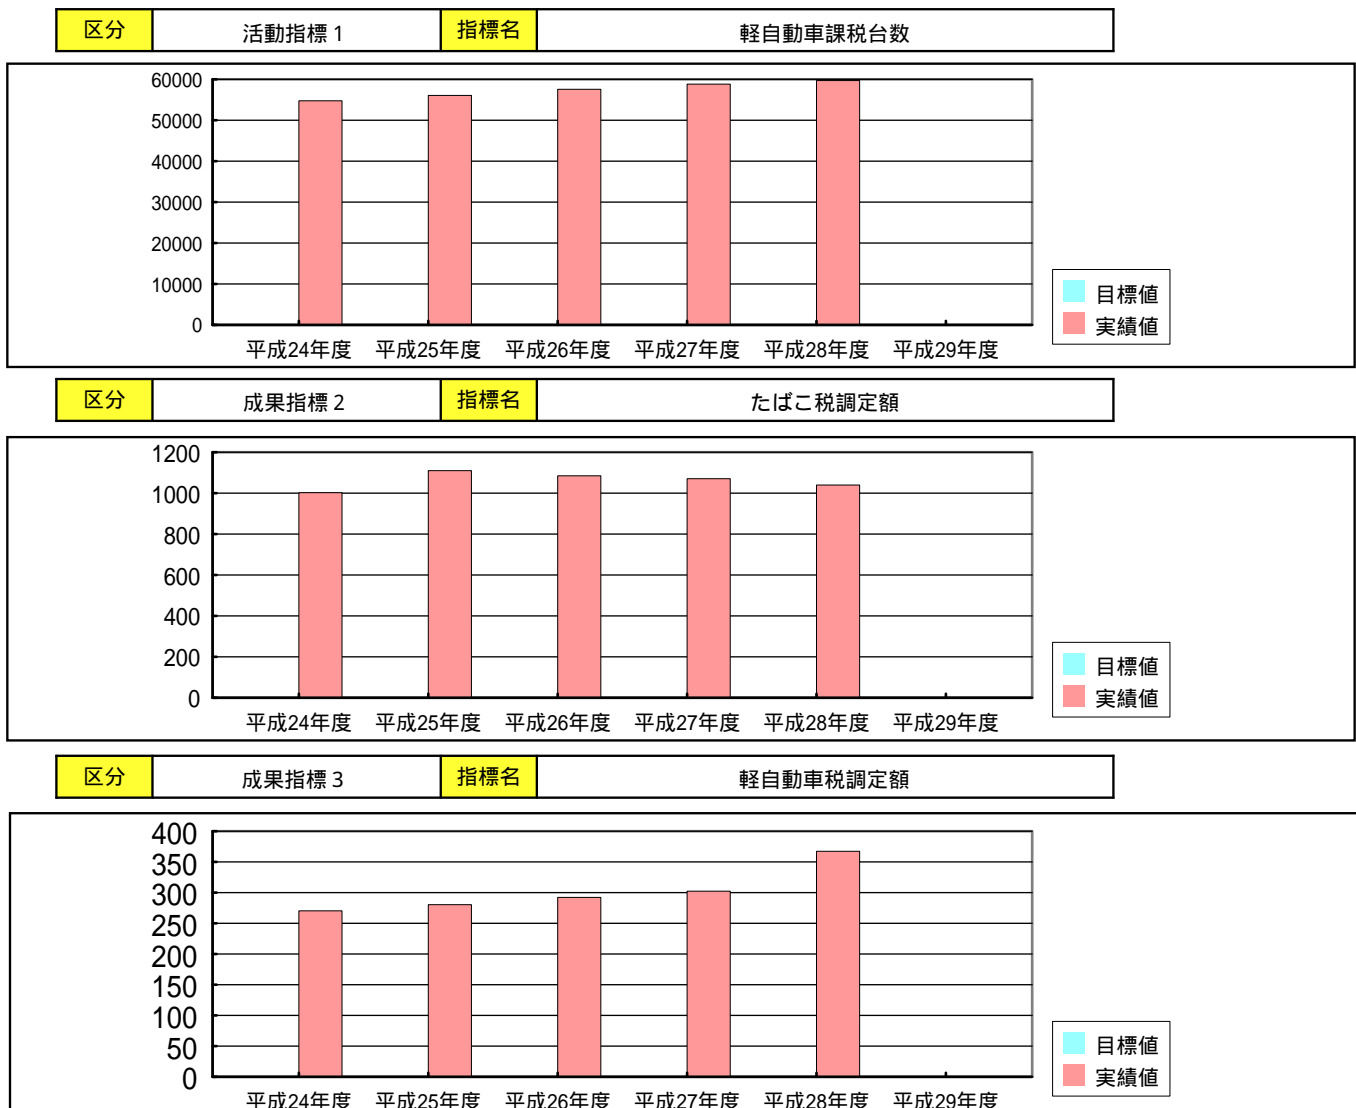 区分 活動指標1 指標名 軽自動車課税台数
60000
50000
40000
30000
20000
10000
0
平成24年度 平成25年度 平成26年度 平成27年度 平成28年度 平成29年度
目標値
実績値
区分 成果指標2 指標名 たばこ税調定額
1200
1000
800
600
400
200
0
平成24年度 平成25年度 平成26年度 平成27年度 平成28年度 平成29年度
目標値
実績値
区分 成果指標3 指標名 軽自動車税調定額
400
350
300
250
200
150
100
50
0
平成24年度 平成25年度 平成26年度 平成27年度 平成28年度 平成29年度
目標値
実績値